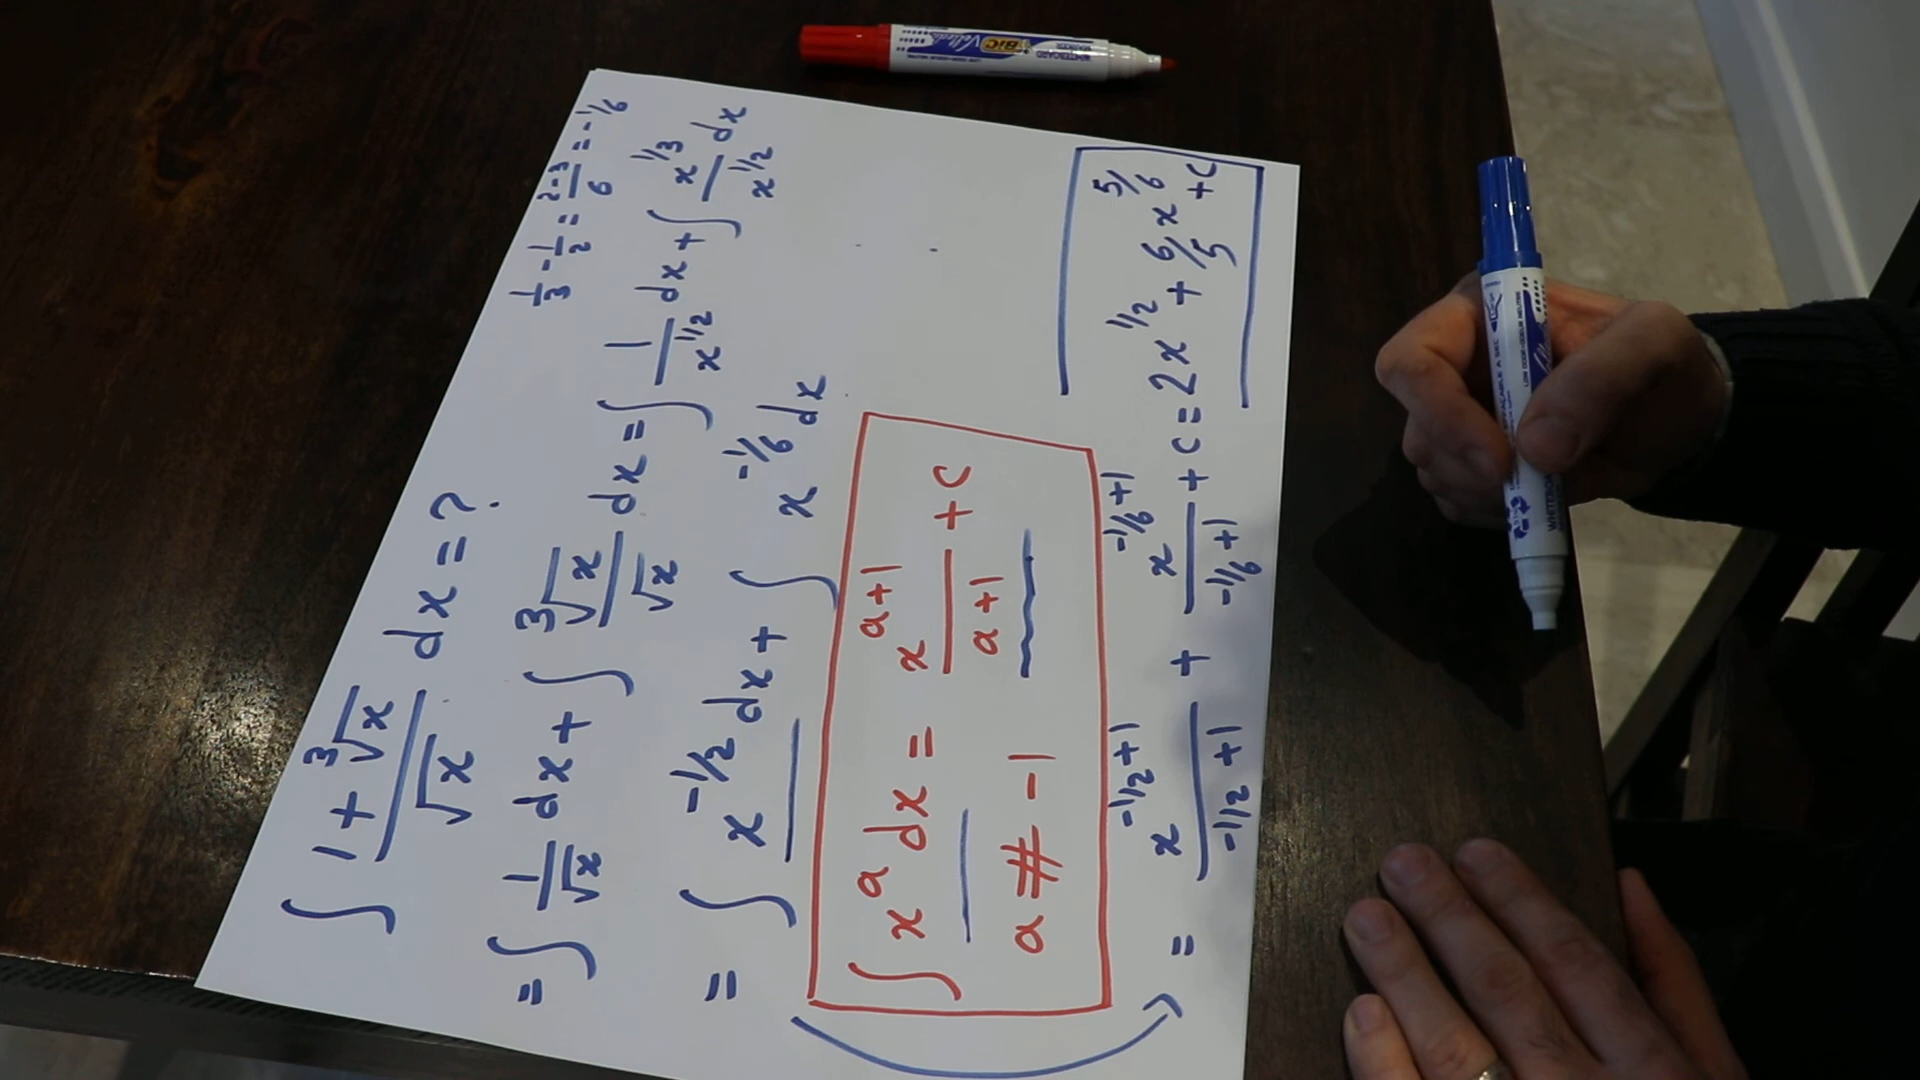 ∫ (1 + ∛x)/√x dx = ?
1/3 - 1/2 = (2-3)/6 = -1/6
= ∫ 1/√x dx + ∫ ∛x/√x dx = ∫ 1/x^(1/2) dx + ∫ x^(1/3)/x^(1/2) dx
= ∫ x^(-1/2) dx + ∫ x^(-1/6) dx
∫ x^a dx = x^(a+1)/(a+1) + C
a ≠ -1
= x^(-1/2+1)/(-1/2+1) + x^(-1/6+1)/(-1/6+1) + C = 2x^(1/2) + 6/5 x^(5/6) + C
BIC Velleda
WHITEBOARD